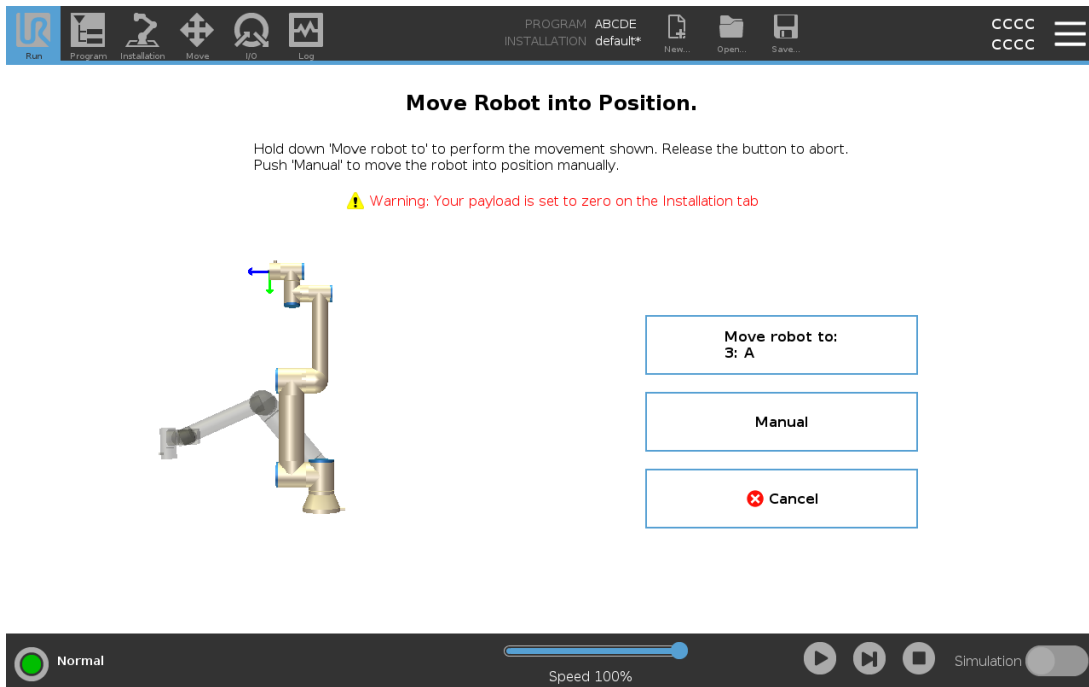 UR
Run
Program
Installation
Move
I/O
Log
PROGRAM ABCDE
INSTALLATION default*
New...
Open...
Save...
CCCC
CCCC
Move Robot into Position.
Hold down 'Move robot to' to perform the movement shown. Release the button to abort.
Push 'Manual' to move the robot into position manually.
Warning: Your payload is set to zero on the Installation tab
Move robot to:
3: A
Manual
Cancel
Normal
Speed 100%
Simulation